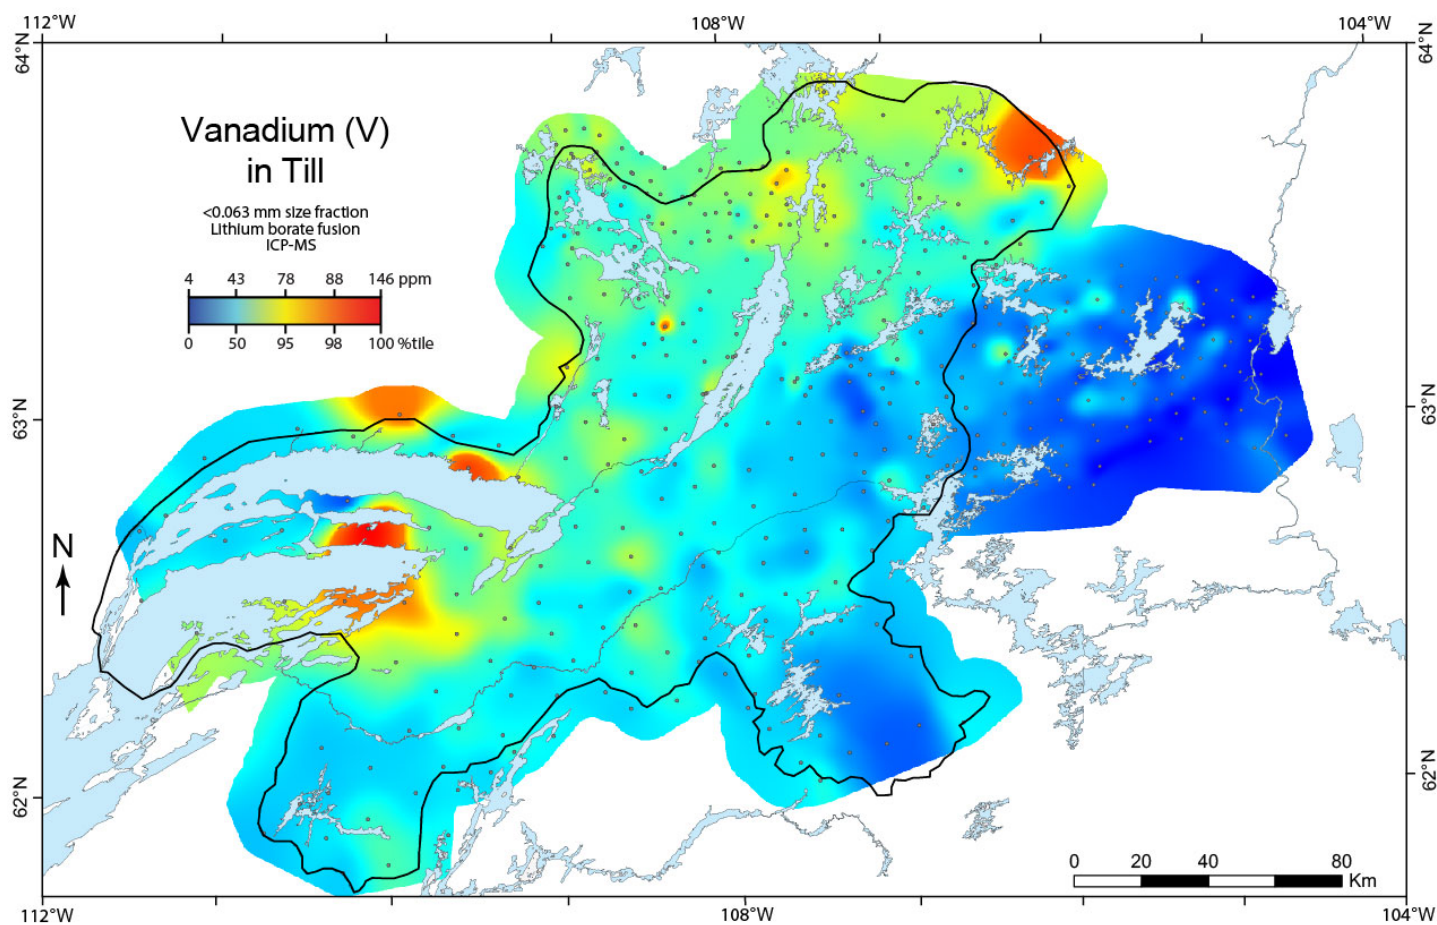 112°W 108°W 104°W
64°N 64°N
Vanadium (V)
in Till
<0.063 mm size fraction
Lithium borate fusion
ICP-MS
4 43 78 88 146 ppm
0 50 95 98 100 %tile
63°N 63°N
N
62°N 62°N
0 20 40 80
Km
112°W 108°W 104°W